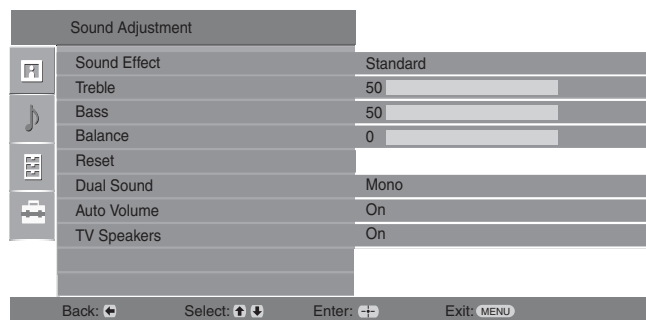 Sound Adjustment
Sound Effect Standard
Treble 50
Bass 50
Balance 0
Reset
Dual Sound Mono
Auto Volume On
TV Speakers On
Back: Select: Enter: Exit: MENU